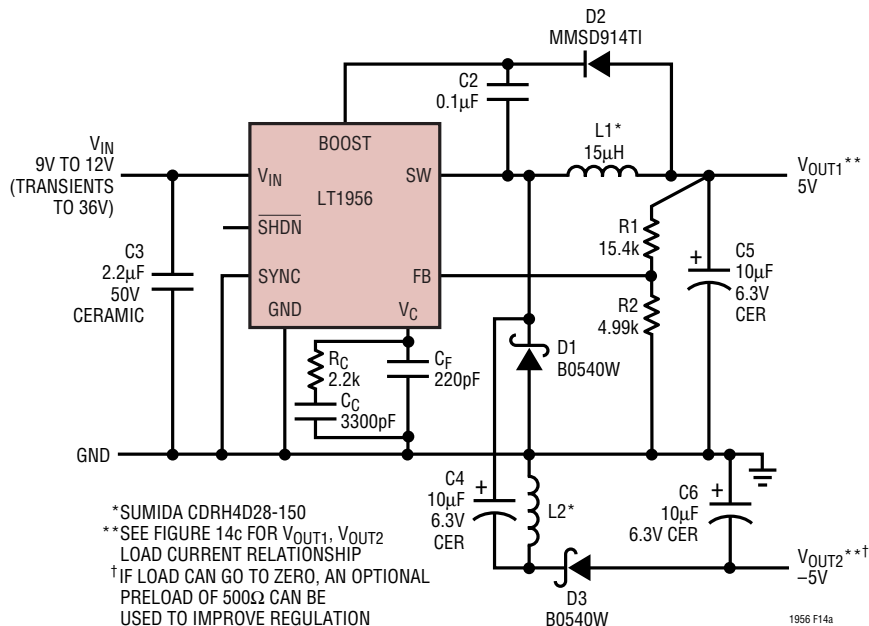 D2
MMSD914TI
C2
0.1µF
L1*
15µH
BOOST
V_IN
9V TO 12V
(TRANSIENTS
TO 36V)
V_IN
SW
LT1956
SHDN
SYNC
FB
GND
V_C
V_OUT1**
5V
R1
15.4k
R2
4.99k
C5
+
10µF
6.3V
CER
C3
2.2µF
50V
CERAMIC
R_C
2.2k
C_C
3300pF
C_F
220pF
D1
B0540W
GND
C4
+
10µF
6.3V
CER
L2*
C6
+
10µF
6.3V CER
D3
B0540W
V_OUT2**†
–5V
*SUMIDA CDRH4D28-150
**SEE FIGURE 14c FOR V_OUT1, V_OUT2
LOAD CURRENT RELATIONSHIP
†IF LOAD CAN GO TO ZERO, AN OPTIONAL
PRELOAD OF 500Ω CAN BE
USED TO IMPROVE REGULATION
1956 F14a